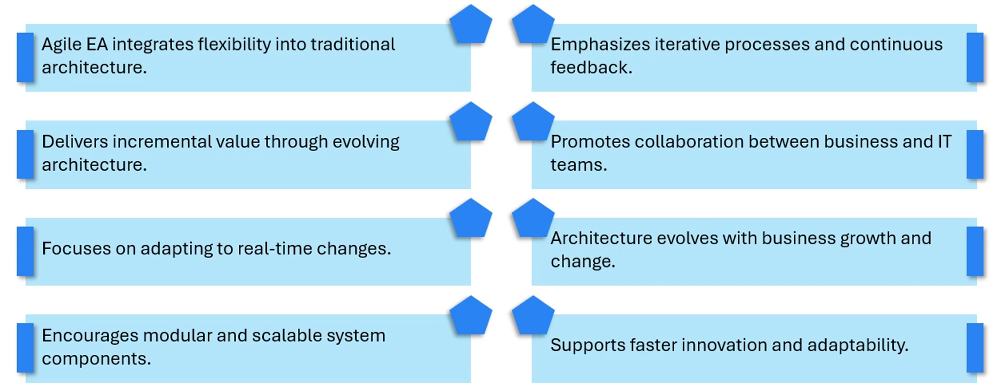 Agile EA integrates flexibility into traditional
architecture.
Emphasizes iterative processes and continuous
feedback.
Delivers incremental value through evolving
architecture.
Promotes collaboration between business and IT
teams.
Focuses on adapting to real-time changes.
Architecture evolves with business growth and
change.
Encourages modular and scalable system
components.
Supports faster innovation and adaptability.